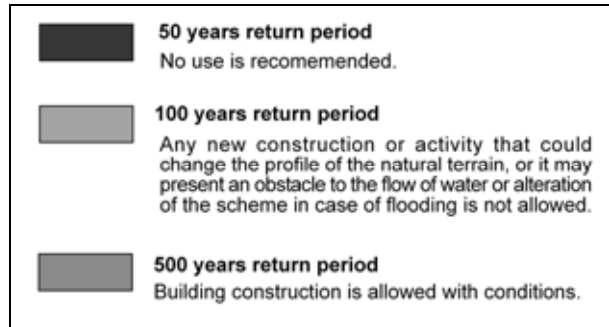 50 years return period
No use is recomemended.
100 years return period
Any new construction or activity that could
change the profile of the natural terrain, or it may
present an obstacle to the flow of water or alteration
of the scheme in case of flooding is not allowed.
500 years return period
Building construction is allowed with conditions.